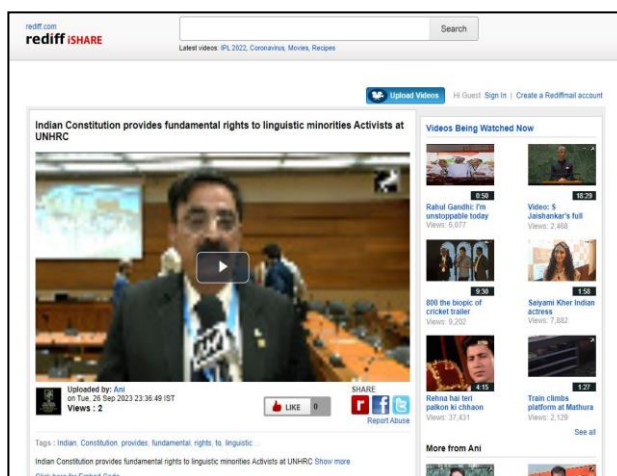 rediff.com
rediff iSHARE
Search
Latest videos: IPL 2022, Coronavirus, Movies, Recipes
Upload Videos
Hi Guest Sign In | Create a Rediffmail account
Indian Constitution provides fundamental rights to linguistic minorities Activists at
UNHRC
Uploaded by: Ani
on Tue, 26 Sep 2023 23:36:49 IST
Views : 2
LIKE 0
SHARE
Report Abuse
Tags : Indian, Constitution, provides, fundamental, rights, to, linguistic ...
Indian Constitution provides fundamental rights to linguistic minorities Activists at UNHRC Show more
Click here for Embed Code
Videos Being Watched Now
0:50
Rahul Gandhi: I'm
unstoppable today
Views: 6,077
18:29
Video: S
Jaishankar's full
Views: 2,468
9:30
800 the biopic of
cricket trailer
Views: 9,202
1:58
Saiyami Kher Indian
actress
Views: 7,882
4:15
Rehna hai teri
palkon ki chhaon
Views: 37,431
1:27
Train climbs
platform at Mathura
Views: 2,129
See all
More from Ani